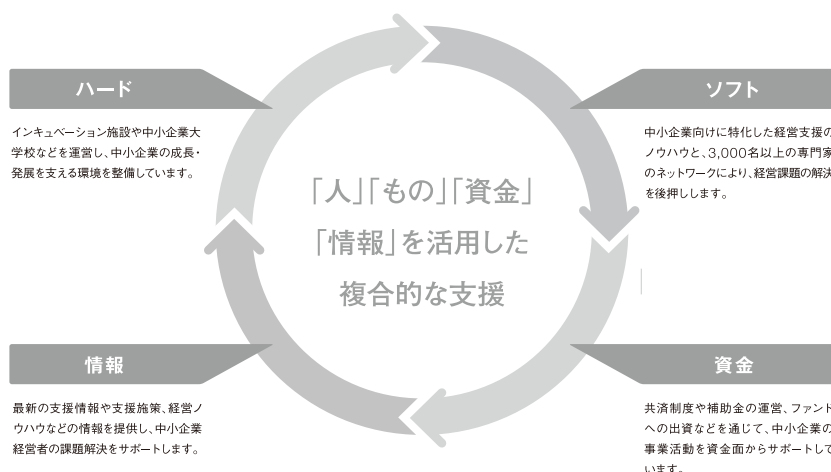 ハード
インキュベーション施設や中小企業大
学校などを運営し、中小企業の成長・
発展を支える環境を整備しています。
ソフト
中小企業向けに特化した経営支援の
ノウハウと、3,000名以上の専門家
のネットワークにより、経営課題の解決
を後押しします。
「人」「もの」「資金」
「情報」を活用した
複合的な支援
情報
最新の支援情報や支援施策、経営ノ
ウハウなどの情報を提供し、中小企業
経営者の課題解決をサポートします。
資金
共済制度や補助金の運営、ファンド
への出資などを通じて、中小企業の
事業活動を資金面からサポートして
います。